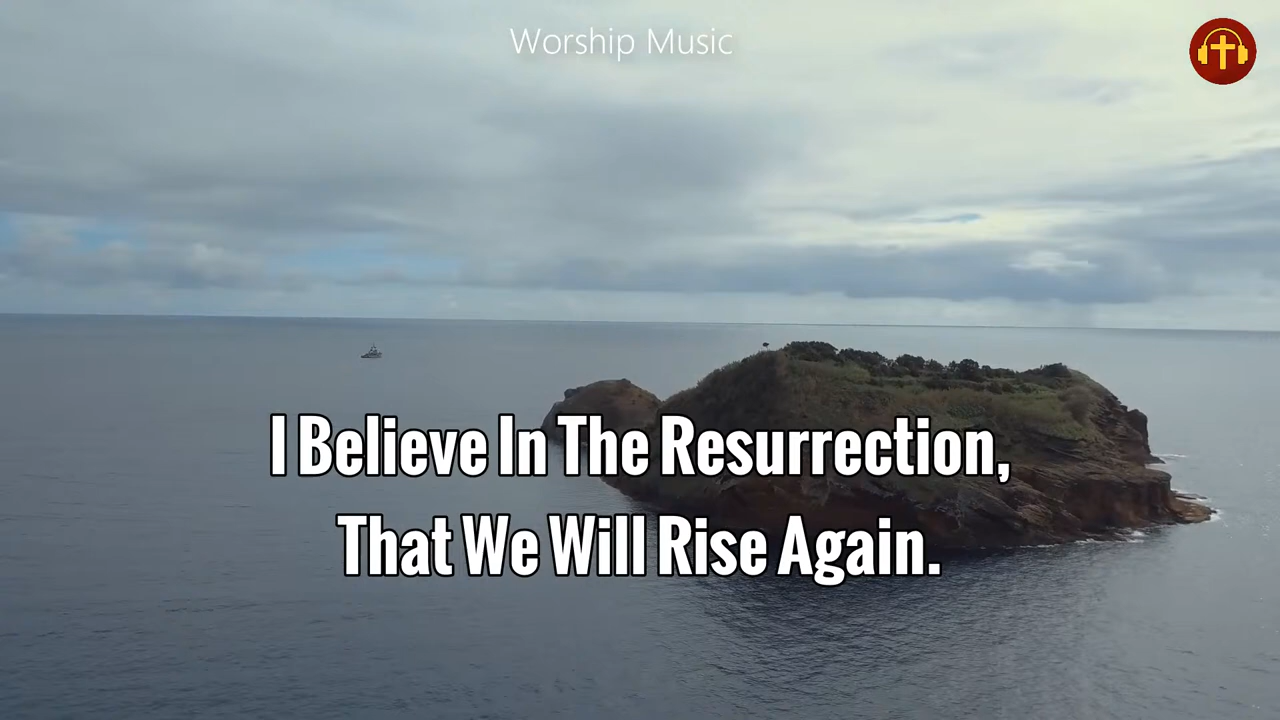 Worship Music
I Believe In The Resurrection,
That We Will Rise Again.